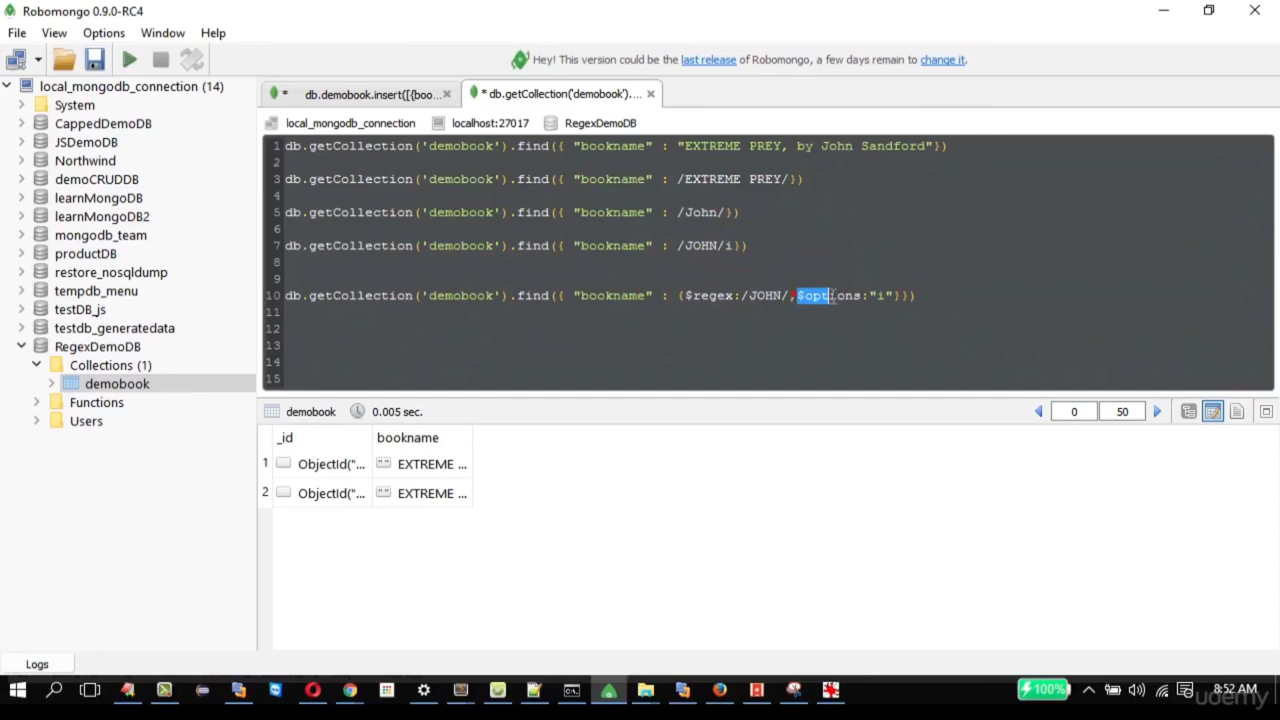 Robomongo 0.9.0-RC4
File View Options Window Help
Hey! This version could be the last release of Robomongo, a few days remain to change it.
local_mongodb_connection (14)
System
CappedDemoDB
JSDemoDB
Northwind
demoCRUDDB
learnMongoDB
learnMongoDB2
mongodb_team
productDB
restore_nosqldump
tempdb_menu
testDB_js
testdb_generatedata
RegexDemoDB
Collections (1)
demobook
Functions
Users
* db.demobook.insert([{boo... * db.getCollection('demobook')....
local_mongodb_connection localhost:27017 RegexDemoDB
1 db.getCollection('demobook').find({ "bookname" : "EXTREME PREY, by John Sandford"})
2
3 db.getCollection('demobook').find({ "bookname" : /EXTREME PREY/})
4
5 db.getCollection('demobook').find({ "bookname" : /John/})
6
7 db.getCollection('demobook').find({ "bookname" : /JOHN/i})
8
9
10 db.getCollection('demobook').find({ "bookname" : {$regex:/JOHN/,$options:"i"}})
11
12
13
14
15
demobook 0.005 sec. 0 50
_id bookname
1 ObjectId("... "" EXTREME ...
2 ObjectId("... "" EXTREME ...
Logs
100% 8:52 AM
udemy